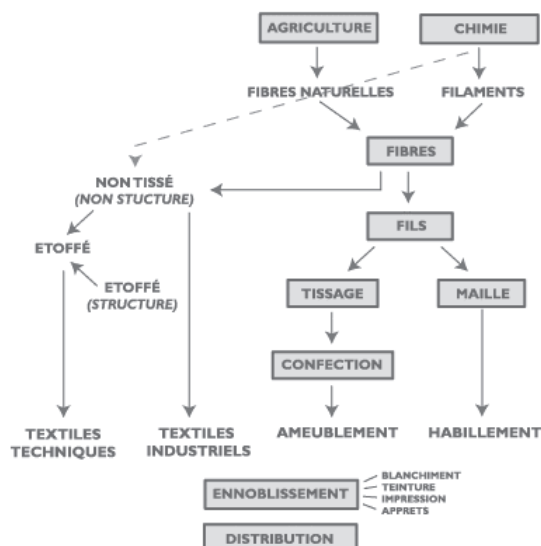 AGRICULTURE
CHIMIE
FIBRES NATURELLES
FILAMENTS
FIBRES
NON TISSÉ
(NON STUCTURE)
FILS
ETOFFÉ
ETOFFÉ
(STRUCTURE)
TISSAGE
MAILLE
CONFECTION
TEXTILES
TECHNIQUES
TEXTILES
INDUSTRIELS
AMEUBLEMENT
HABILLEMENT
ENNOBLISSEMENT
BLANCHIMENT
TEINTURE
IMPRESSION
APPRETS
DISTRIBUTION